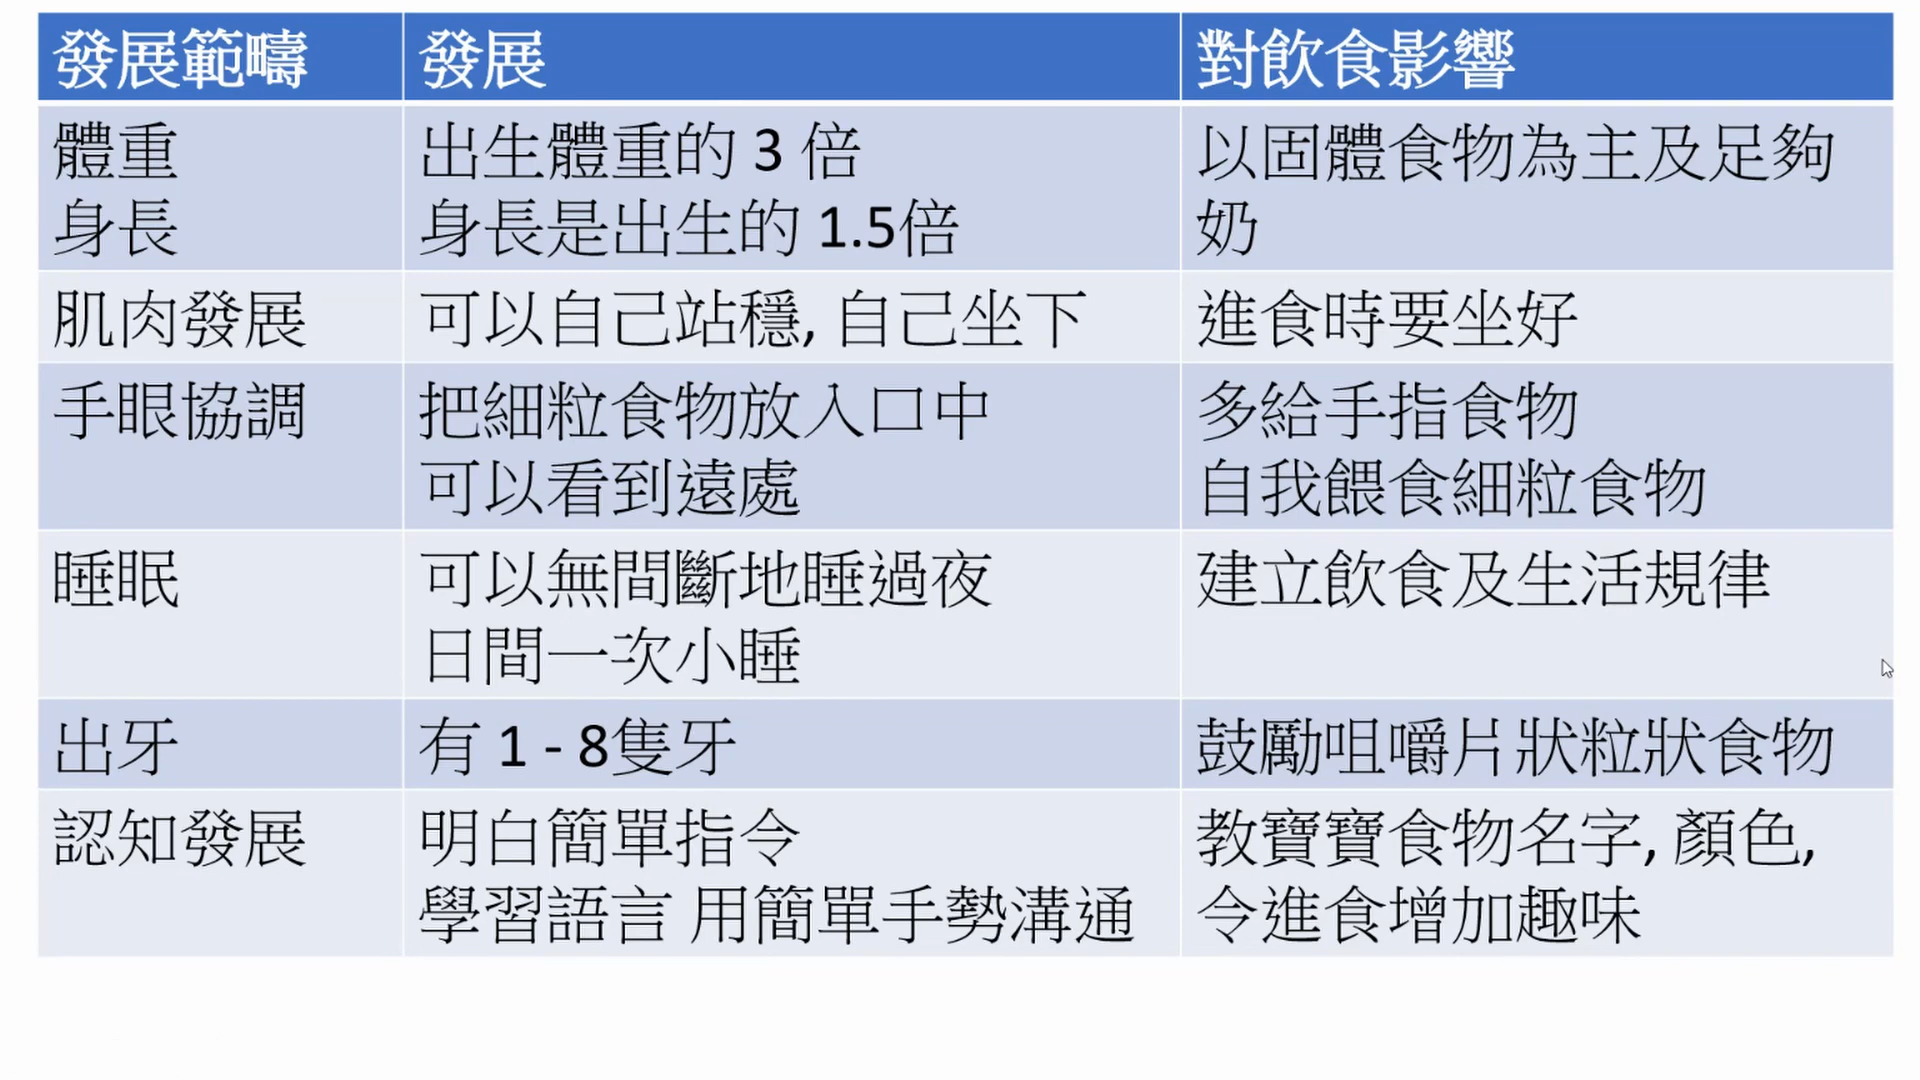 發展範疇 發展 對飲食影響
體重 出生體重的 3 倍 以固體食物為主及足夠
身長 身長是出生的 1.5倍 奶
肌肉發展 可以自己站穩, 自己坐下 進食時要坐好
手眼協調 把細粒食物放入口中 多給手指食物
可以看到遠處 自我餵食細粒食物
睡眠 可以無間斷地睡過夜 建立飲食及生活規律
日間一次小睡
出牙 有 1 - 8隻牙 鼓勵咀嚼片狀粒狀食物
認知發展 明白簡單指令 教寶寶食物名字, 顏色,
學習語言 用簡單手勢溝通 令進食增加趣味